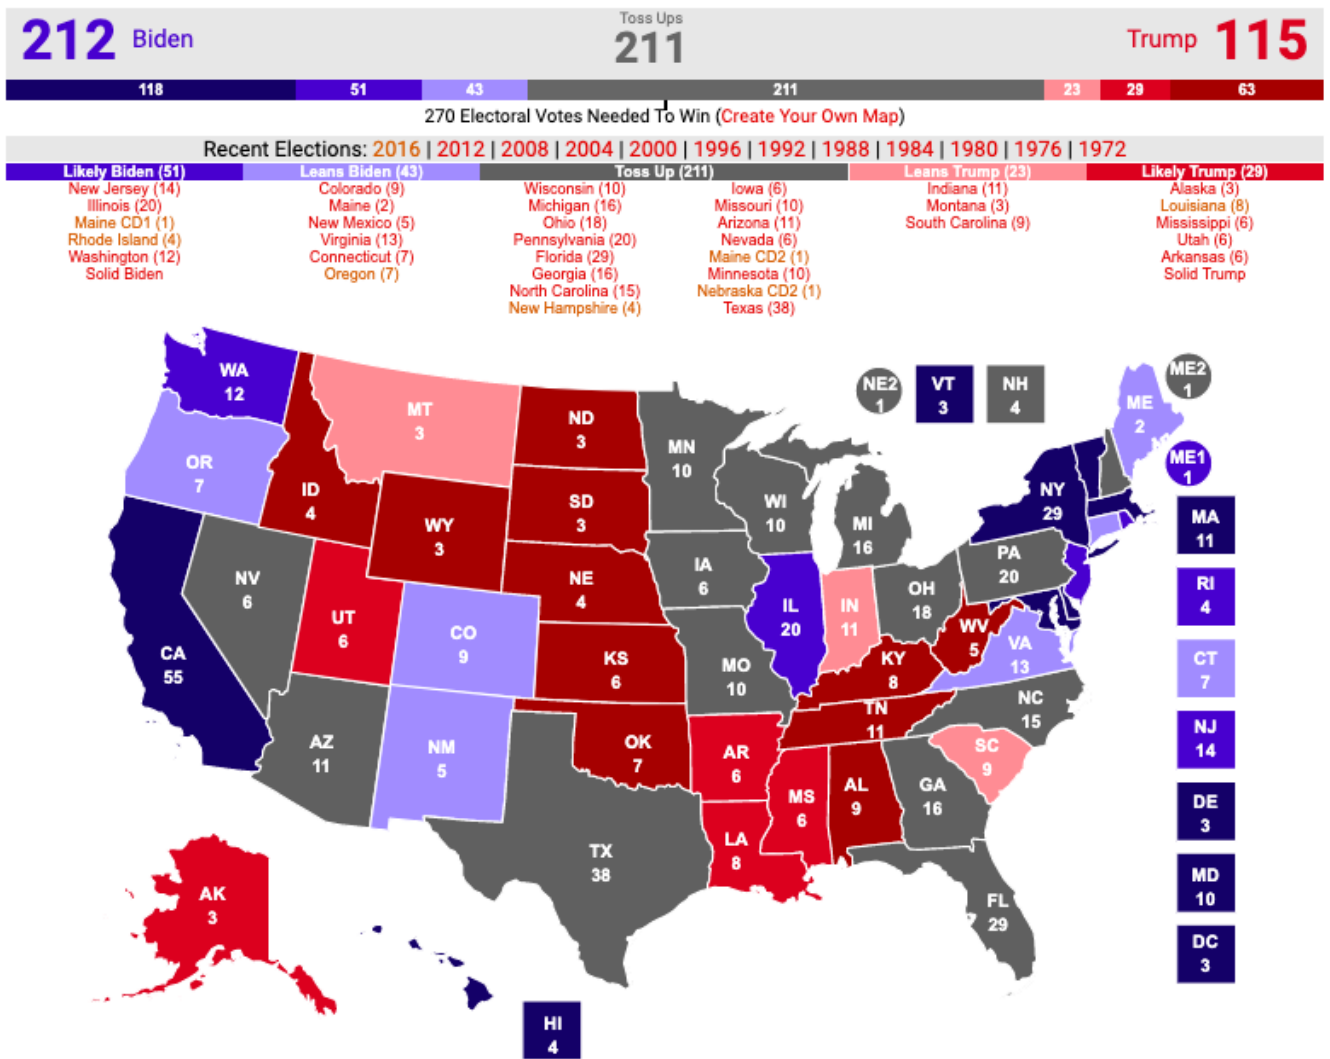 212 Biden
Toss Ups
211
Trump 115
118 51 43 211 23 29 63
270 Electoral Votes Needed To Win (Create Your Own Map)
Recent Elections: 2016 | 2012 | 2008 | 2004 | 2000 | 1996 | 1992 | 1988 | 1984 | 1980 | 1976 | 1972
Likely Biden (51)
New Jersey (14)
Illinois (20)
Maine CD1 (1)
Rhode Island (4)
Washington (12)
Solid Biden
Leans Biden (43)
Colorado (9)
Maine (2)
New Mexico (5)
Virginia (13)
Connecticut (7)
Oregon (7)
Toss Up (211)
Wisconsin (10)
Michigan (16)
Ohio (18)
Pennsylvania (20)
Florida (29)
Georgia (16)
North Carolina (15)
New Hampshire (4)
Iowa (6)
Missouri (10)
Arizona (11)
Nevada (6)
Maine CD2 (1)
Minnesota (10)
Nebraska CD2 (1)
Texas (38)
Leans Trump (23)
Indiana (11)
Montana (3)
South Carolina (9)
Likely Trump (29)
Alaska (3)
Louisiana (8)
Mississippi (6)
Utah (6)
Arkansas (6)
Solid Trump
WA
12
OR
7
CA
55
NV
6
ID
4
MT
3
WY
3
UT
6
CO
9
AZ
11
NM
5
ND
3
SD
3
NE
4
KS
6
OK
7
TX
38
MN
10
IA
6
MO
10
AR
6
LA
8
WI
10
IL
20
MI
16
IN
11
OH
18
KY
8
TN
11
MS
6
AL
9
GA
16
FL
29
SC
9
NC
15
VA
13
WV
5
PA
20
NY
29
ME
2
NE2
1
VT
3
NH
4
ME2
1
ME1
1
MA
11
RI
4
CT
7
NJ
14
DE
3
MD
10
DC
3
AK
3
HI
4